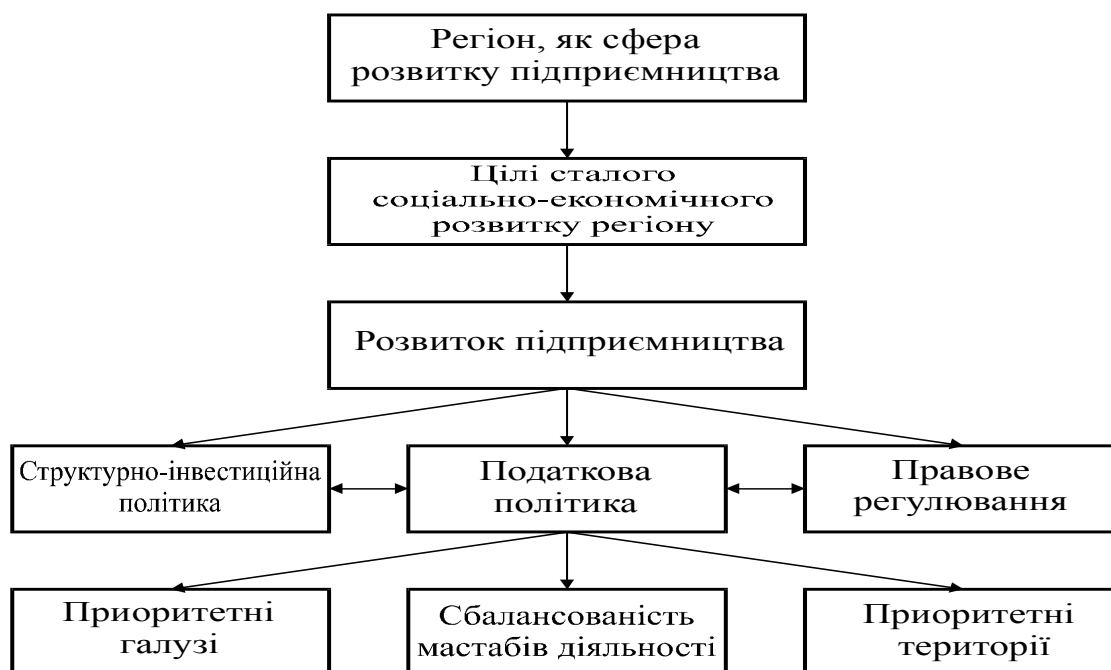 Регіон, як сфера
розвитку підприємництва
Цілі сталого
соціально-економічного
розвитку регіону
Розвиток підприємництва
Структурно-інвестиційна
політика
Податкова
політика
Правове
регулювання
Приоритетні
галузі
Сбалансованість
мастабів діяльності
Приоритетні
території